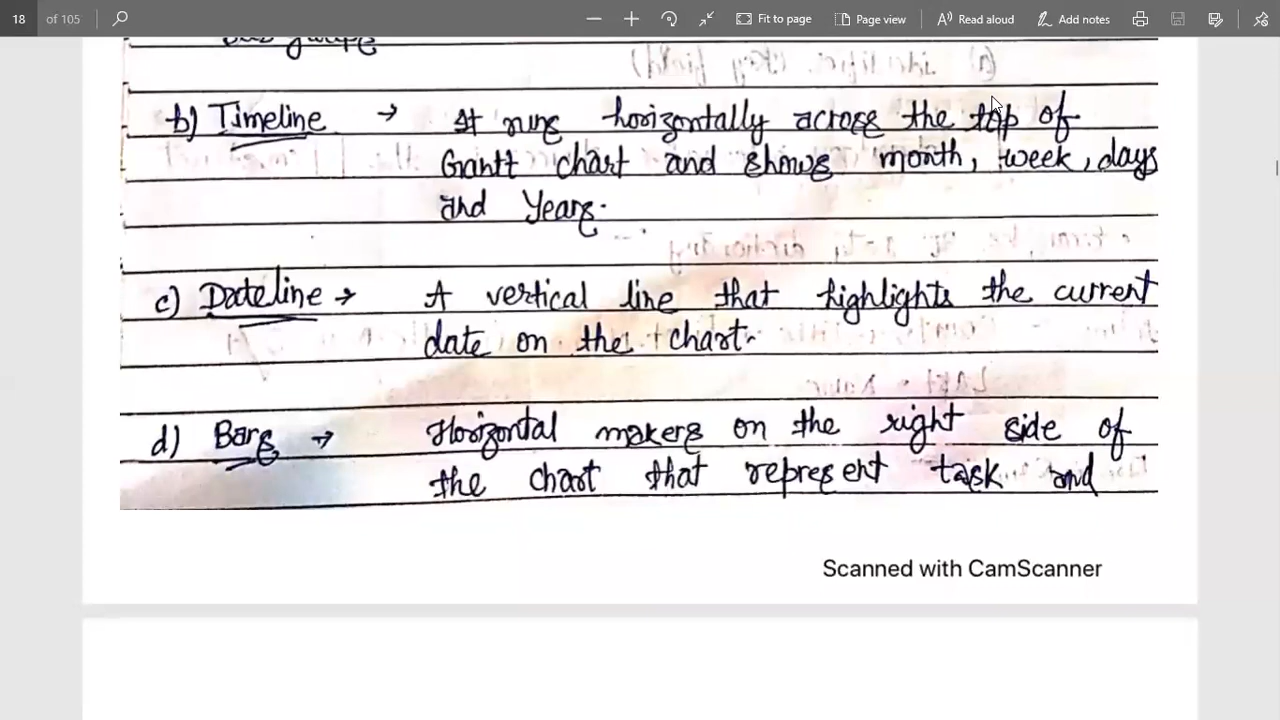 18 of 105
Fit to page
Page view
Read aloud
Add notes
b) Timeline → It runs horizontally across the top of
Gantt chart and shows month, week, days
and Years.
c) Dateline → A vertical line that highlights the current
date on the chart.
d) Bars → Horizontal makers on the right side of
the chart that represent task and
Scanned with CamScanner